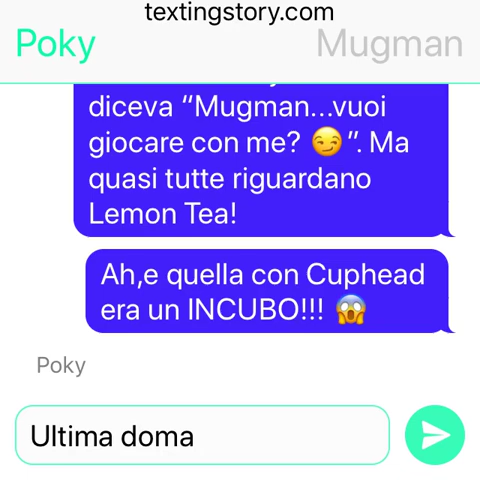 textingstory.com
Poky Mugman
diceva “Mugman...vuoi
giocare con me? 😏”. Ma
quasi tutte riguardano
Lemon Tea!
Ah,e quella con Cuphead
era un INCUBO!!! 😱
Poky
Ultima doma